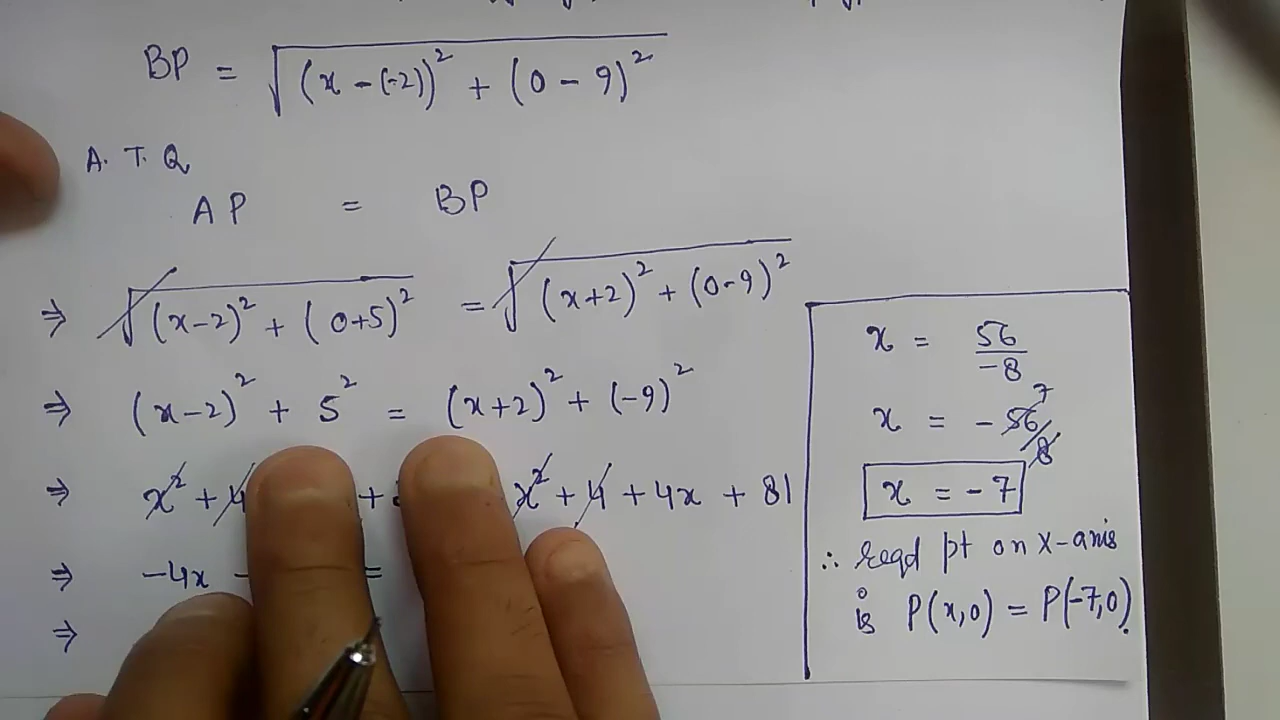 BP = √((x-(-2))² + (0-9)²)
A. T. Q
AP = BP
⇒ √((x-2)² + (0+5)²) = √((x+2)² + (0-9)²)
⇒ (x-2)² + 5² = (x+2)² + (-9)²
⇒ x² + 4 + x² + 4 + 4x + 81
⇒ -4x - =
⇒
x = 56/-8
x = -56/8 7
x = -7
∴ reqd pt on x-axis
is P(x,0) = P(-7,0).